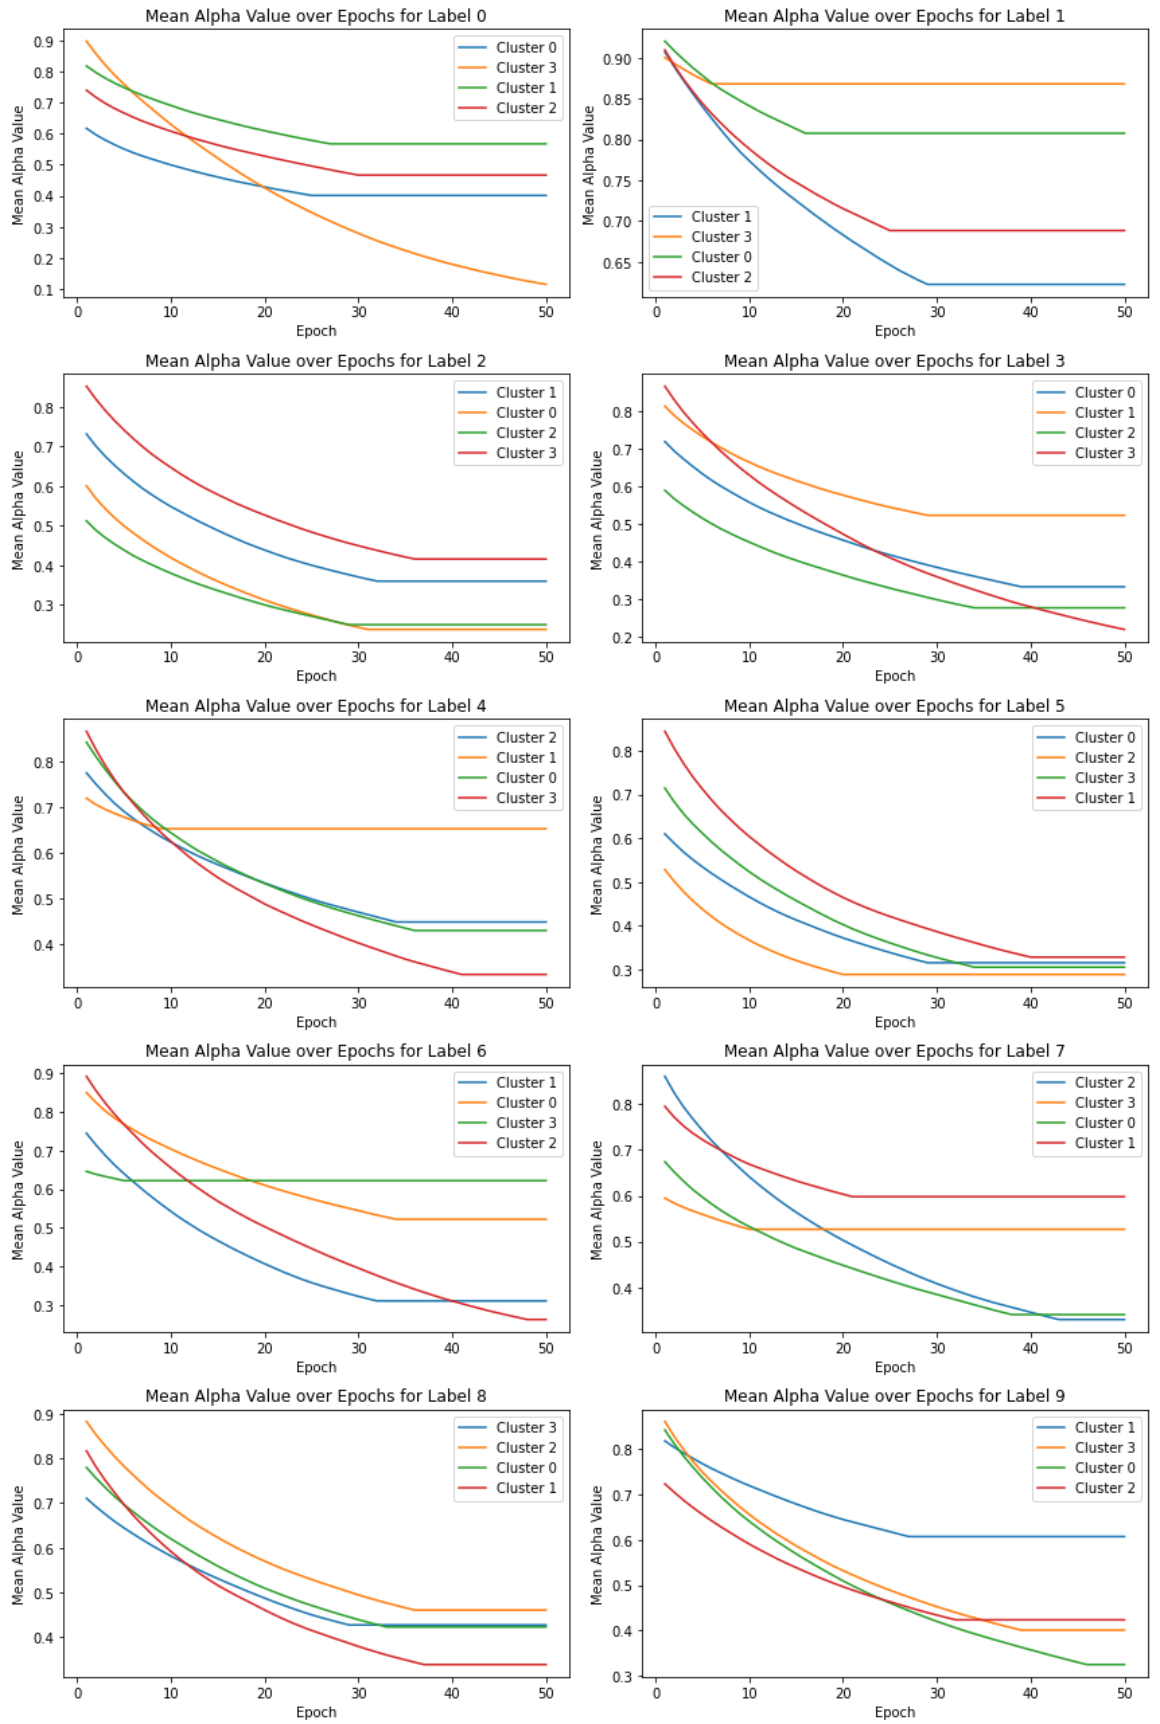 Mean Alpha Value over Epochs for Label 0
0.9
0.8
0.7
0.6
0.5
0.4
0.3
0.2
0.1
Mean Alpha Value
Cluster 0
Cluster 3
Cluster 1
Cluster 2
0 10 20 30 40 50
Epoch
Mean Alpha Value over Epochs for Label 1
0.90
0.85
0.80
0.75
0.70
0.65
Mean Alpha Value
Cluster 1
Cluster 3
Cluster 0
Cluster 2
0 10 20 30 40 50
Epoch
Mean Alpha Value over Epochs for Label 2
0.8
0.7
0.6
0.5
0.4
0.3
Mean Alpha Value
Cluster 1
Cluster 0
Cluster 2
Cluster 3
0 10 20 30 40 50
Epoch
Mean Alpha Value over Epochs for Label 3
0.8
0.7
0.6
0.5
0.4
0.3
0.2
Mean Alpha Value
Cluster 0
Cluster 1
Cluster 2
Cluster 3
0 10 20 30 40 50
Epoch
Mean Alpha Value over Epochs for Label 4
0.8
0.7
0.6
0.5
0.4
Mean Alpha Value
Cluster 2
Cluster 1
Cluster 0
Cluster 3
0 10 20 30 40 50
Epoch
Mean Alpha Value over Epochs for Label 5
0.8
0.7
0.6
0.5
0.4
0.3
Mean Alpha Value
Cluster 0
Cluster 2
Cluster 3
Cluster 1
0 10 20 30 40 50
Epoch
Mean Alpha Value over Epochs for Label 6
0.9
0.8
0.7
0.6
0.5
0.4
0.3
Mean Alpha Value
Cluster 1
Cluster 0
Cluster 3
Cluster 2
0 10 20 30 40 50
Epoch
Mean Alpha Value over Epochs for Label 7
0.8
0.7
0.6
0.5
0.4
Mean Alpha Value
Cluster 2
Cluster 3
Cluster 0
Cluster 1
0 10 20 30 40 50
Epoch
Mean Alpha Value over Epochs for Label 8
0.9
0.8
0.7
0.6
0.5
0.4
Mean Alpha Value
Cluster 3
Cluster 2
Cluster 0
Cluster 1
0 10 20 30 40 50
Epoch
Mean Alpha Value over Epochs for Label 9
0.8
0.7
0.6
0.5
0.4
0.3
Mean Alpha Value
Cluster 1
Cluster 3
Cluster 0
Cluster 2
0 10 20 30 40 50
Epoch